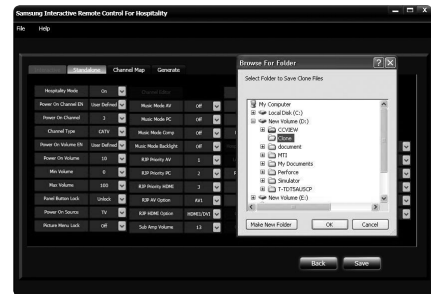 Samsung Interactive Remote Control For Hospitality
File Help
Standalone Channel Map Generate
Hospitality Mode On
Power On Channel EN User Defined
Power On Channel 3
Channel Type CATV
Power On Volume EN User Defined
Power On Volume 10
Min Volume 0
Max Volume 100
Panel Button Lock Unlock
Power On Source TV
Picture Menu Lock Off
Channel Editor
Music Mode AV Off
Music Mode PC Off
Music Mode Comp Off
Music Mode Backlight Off
RJP Priority AV 1
RJP Priority PC 2
RJP Priority HDMI 3
RJP AV Option AV1
RJP HDMI Option HDMI1/DVI
Sub Amp Volume 13
Browse For Folder
Select Folder to Save Clone Files
My Computer
Local Disk (C:)
New Volume (D:)
CCVIEW
Clone
document
MTI
My Documents
Perforce
Simulator
T-TDT5AUSCP
New Volume (E:)
Make New Folder OK Cancel
Back Save